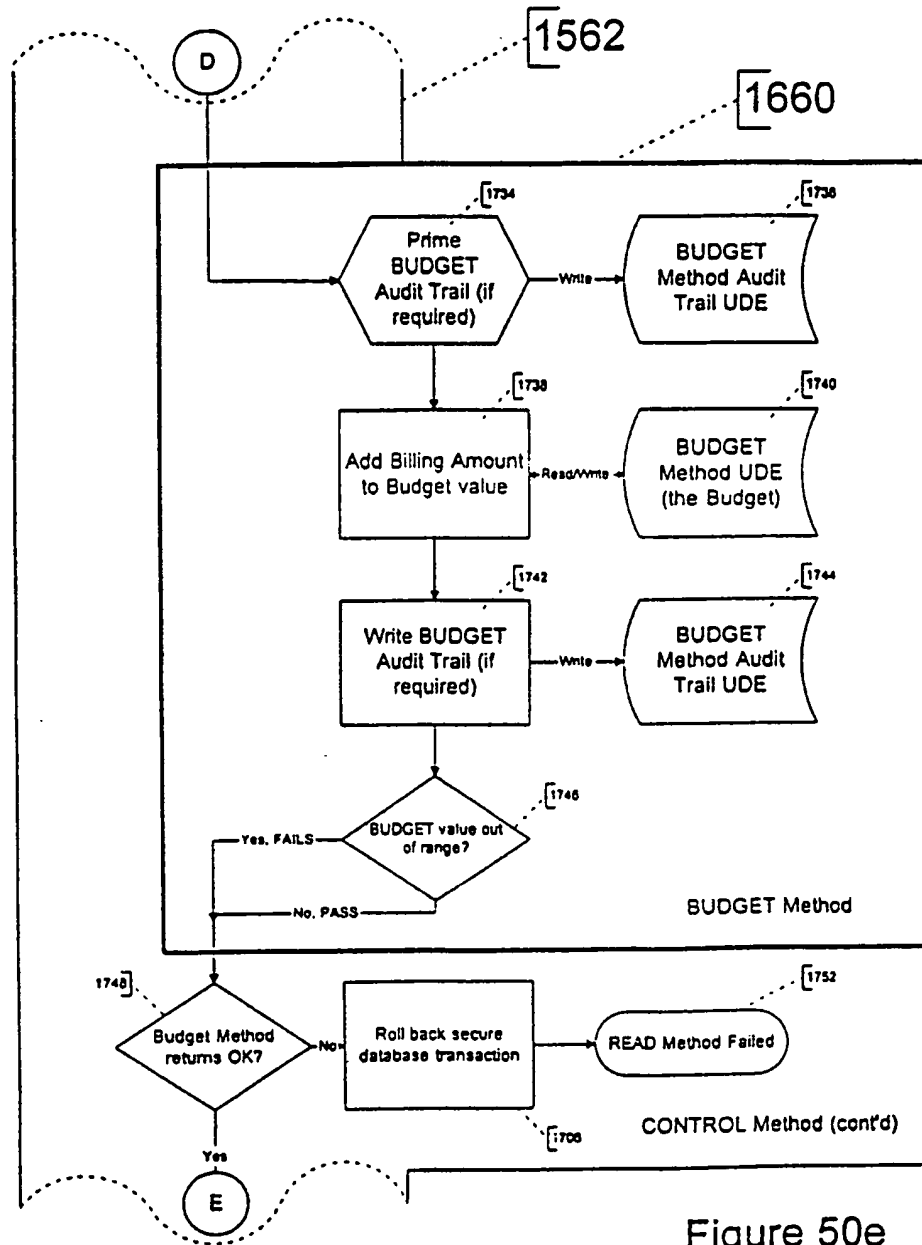 D
1562
1660
1734
Prime
BUDGET
Audit Trail (if
required)
Write
1736
BUDGET
Method Audit
Trail UDE
1738
Add Billing Amount
to Budget value
Read/Write
1740
BUDGET
Method UDE
(the Budget)
1742
Write BUDGET
Audit Trail (if
required)
Write
1744
BUDGET
Method Audit
Trail UDE
1746
BUDGET value out
of range?
Yes, FAILS
No, PASS
BUDGET Method
1748
Budget Method
returns OK?
No
Roll back secure
database transaction
1706
1752
READ Method Failed
CONTROL Method (cont'd)
Yes
E
Figure 50e